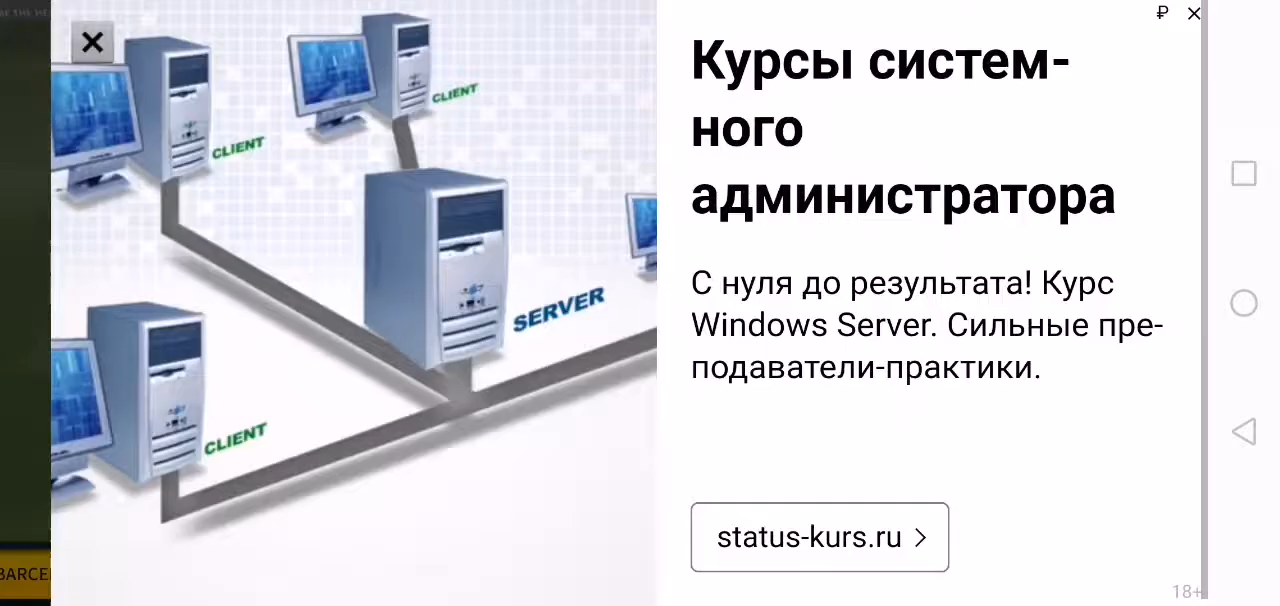 CLIENT
CLIENT
SERVER
CLIENT
₽ ×
Курсы систем-
ного
администратора
С нуля до результата! Курс
Windows Server. Сильные пре-
подаватели-практики.
status-kurs.ru >
18+